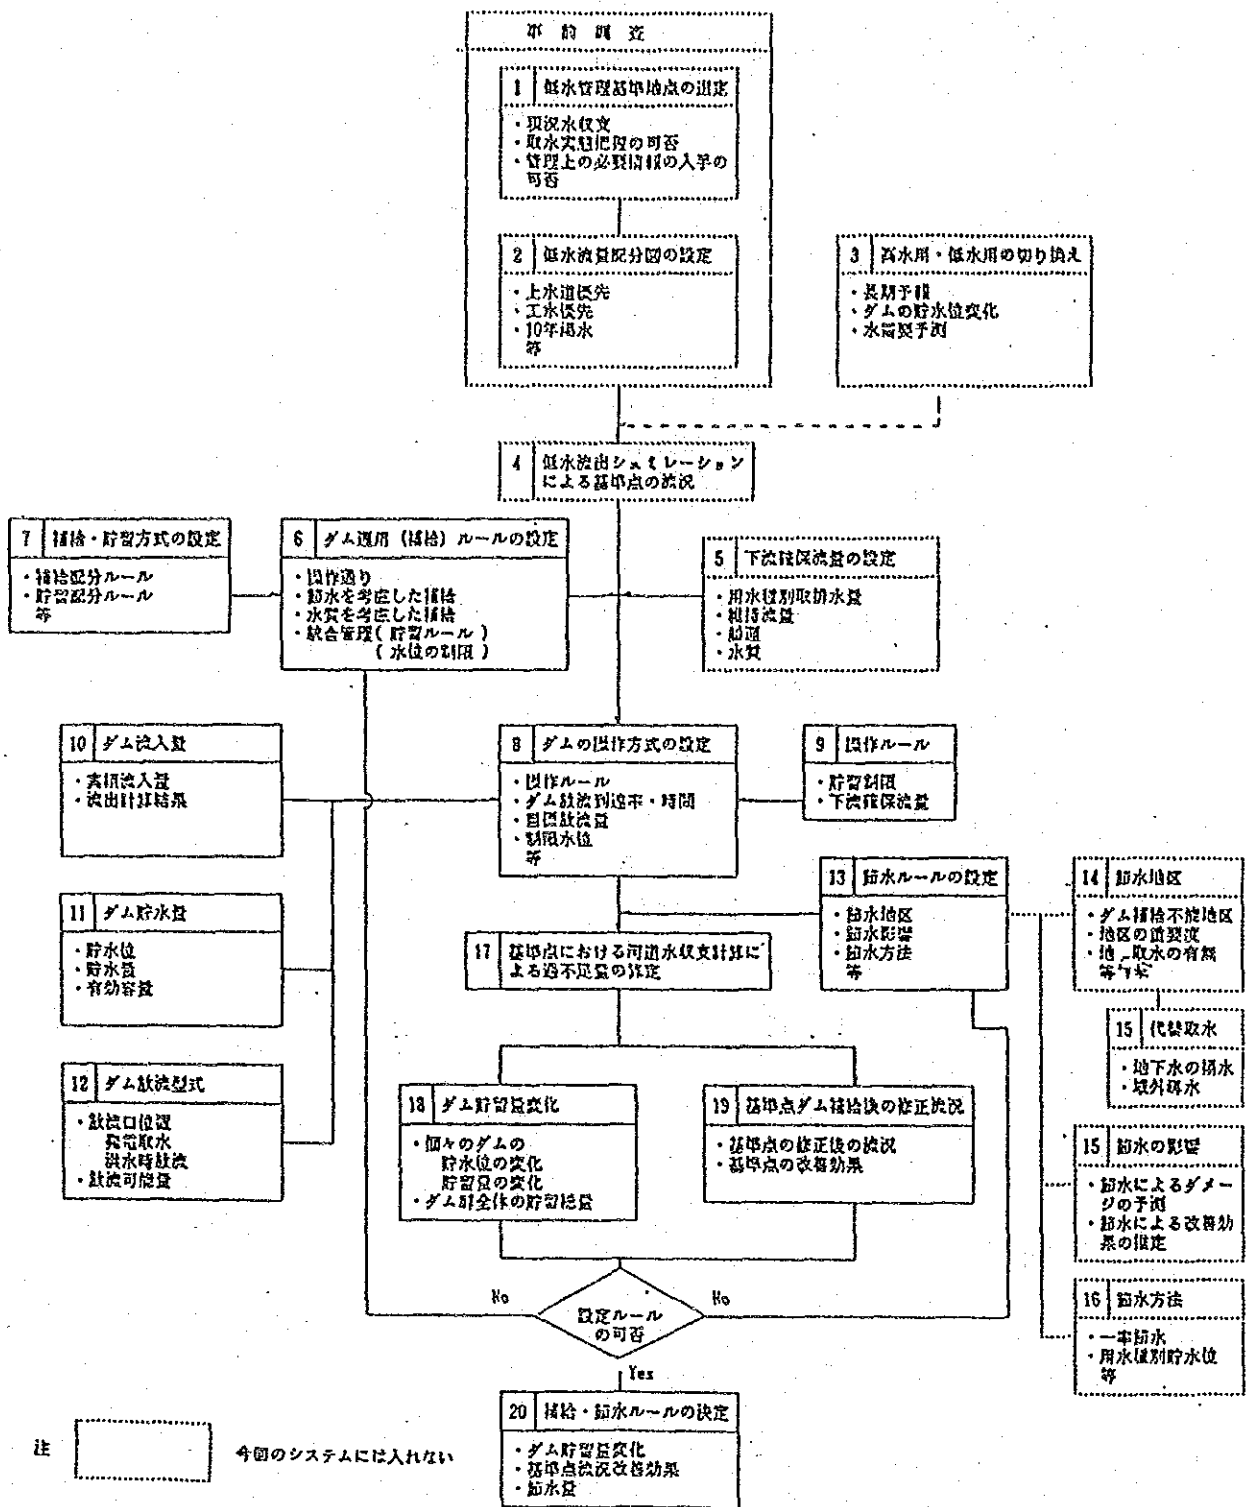 事前調査
1 低水管理基準地点の選定
・現況水収支
・取水実態把握の可否
・管理上の必要情報の入手の
可否
2 低水流量配分図の設定
・上水道優先
・工水優先
・10年渇水
等
3 高水用・低水用の切り換え
・長期予報
・ダムの貯水位変化
・水需要予測
4 低水流出シュミレーション
による基準点の流況
7 補給・貯留方式の設定
・補給配分ルール
・貯留配分ルール
等
6 ダム運用(補給)ルールの設定
・操作通り
・節水を考慮した補給
・水質を考慮した補給
・統合管理(貯留ルール)
(水位の制限)
5 下流確保流量の設定
・用水種別取排水量
・維持流量
・水質
10 ダム流入量
・実績流入量
・流出計算結果
8 ダムの操作方式の設定
・操作ルール
・ダム放流到達率・時間
・目標放流量
・制限水位
等
9 操作ルール
・貯留制限
・下流確保流量
11 ダム貯水量
・貯水位
・貯水量
・有効容量
13 節水ルールの設定
・節水地区
・節水影響
・節水方法
等
14 節水地区
・ダム補給不能地区
・地区の重要度
・取水の有無
等
17 基準点における河道水収支計算に
よる過不足量の算定
15 代替取水
・地下水の揚水
・域外導水
12 ダム放流型式
・放流口位置
発電取水
洪水時放流
・放流可能量
18 ダム貯留量変化
・個々のダムの
貯水位の変化
貯留量の変化
・ダム群全体の貯留総量
19 基準点ダム補給後の修正流況
・基準点の修正後の流況
・基準点の改善効果
15 節水の影響
・節水によるダメー
ジの予測
・節水による改善効
果の推定
No
設定ルール
の可否
No
16 節水方法
・一率節水
・用水種別貯水位
等
Yes
20 補給・節水ルールの決定
・ダム貯留量変化
・基準点流況改善効果
・節水量
注 今回のシステムには入れない